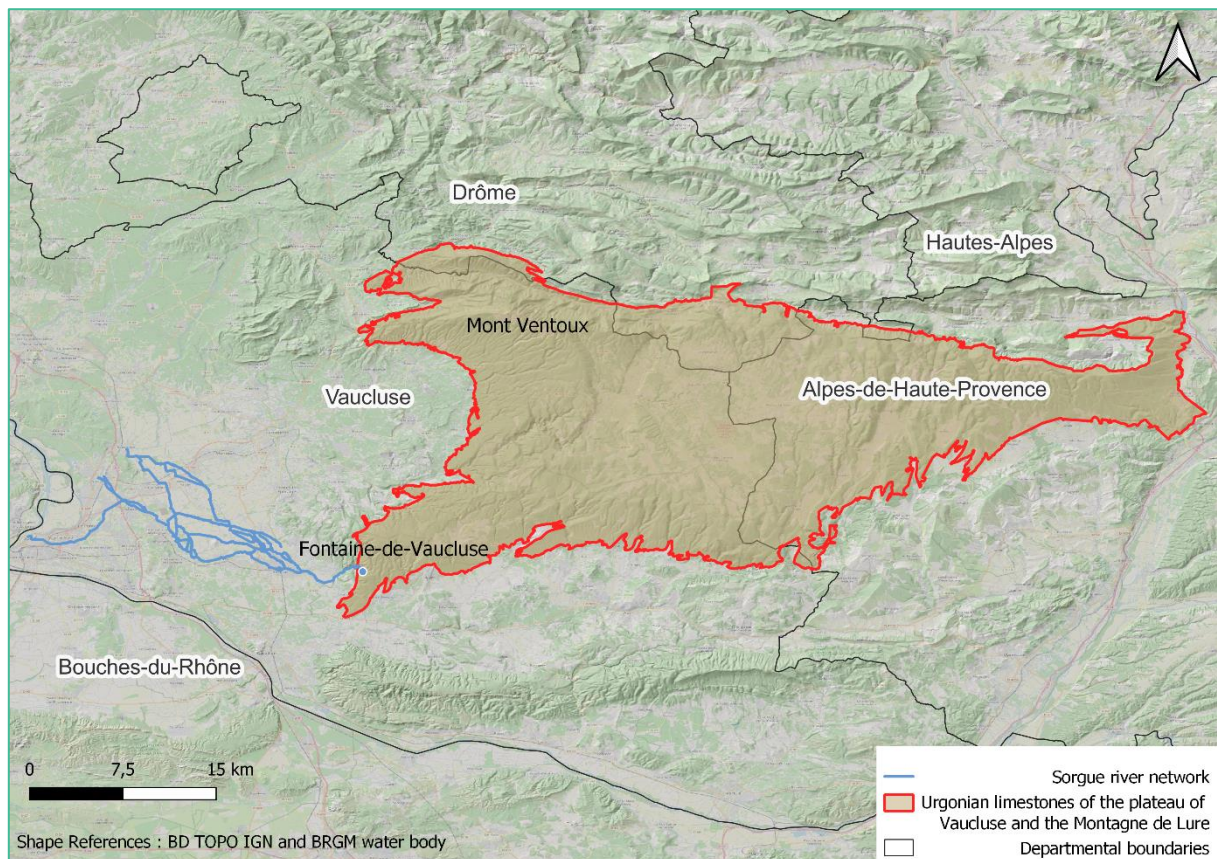 Drôme
Hautes-Alpes
Mont Ventoux
Vaucluse
Alpes-de-Haute-Provence
Fontaine-de-Vaucluse
Bouches-du-Rhône
0 7,5 15 km
Sorgue river network
Urgonian limestones of the plateau of
Vaucluse and the Montagne de Lure
Departmental boundaries
Shape References : BD TOPO IGN and BRGM water body